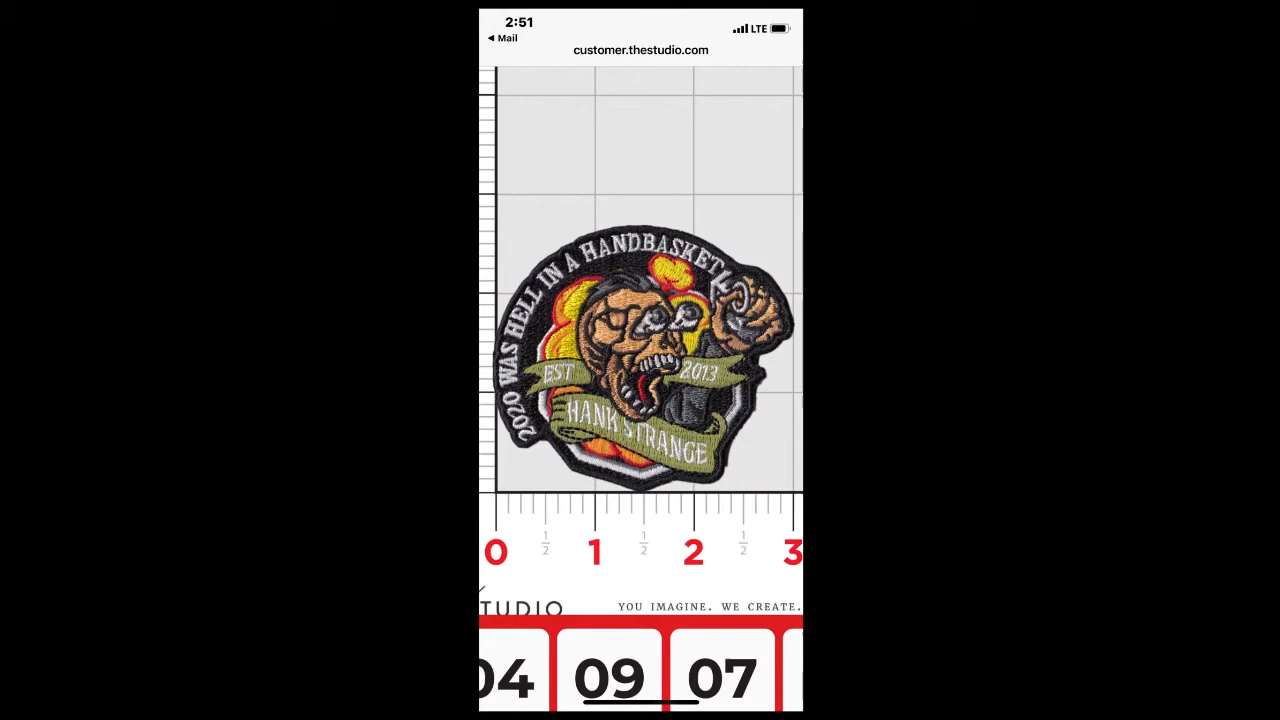 2:51
LTE
◀ Mail
customer.thestudio.com
2020 WAS HELL IN A HANDBASKET!
EST 2013
HANK STRANGE
1/2 1/2 1/2
0 1 2 3
TUDIO YOU IMAGINE. WE CREATE.
04 09 07